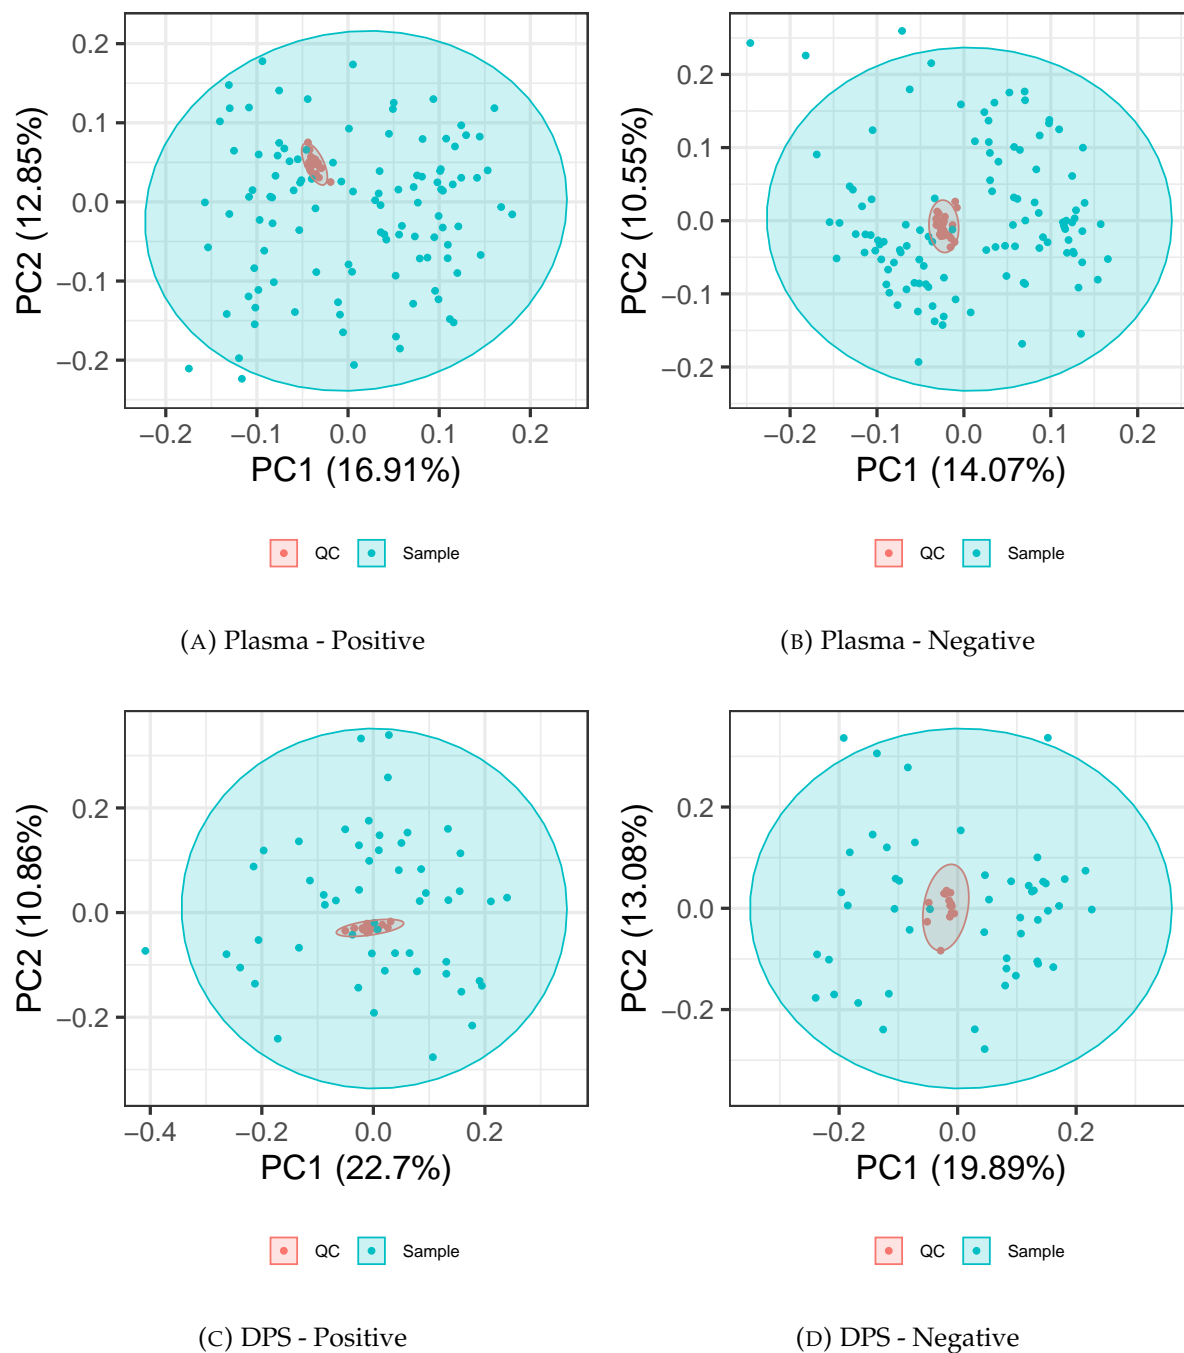 0.2
0.1
0.0
−0.1
−0.2
PC2 (12.85%)
−0.2 −0.1 0.0 0.1 0.2
PC1 (16.91%)
QC Sample
(A) Plasma - Positive
0.2
0.1
0.0
−0.1
−0.2
PC2 (10.55%)
−0.2 −0.1 0.0 0.1 0.2
PC1 (14.07%)
QC Sample
(B) Plasma - Negative
0.2
0.0
−0.2
PC2 (10.86%)
−0.4 −0.2 0.0 0.2
PC1 (22.7%)
QC Sample
(C) DPS - Positive
0.2
0.0
−0.2
PC2 (13.08%)
−0.2 0.0 0.2
PC1 (19.89%)
QC Sample
(D) DPS - Negative